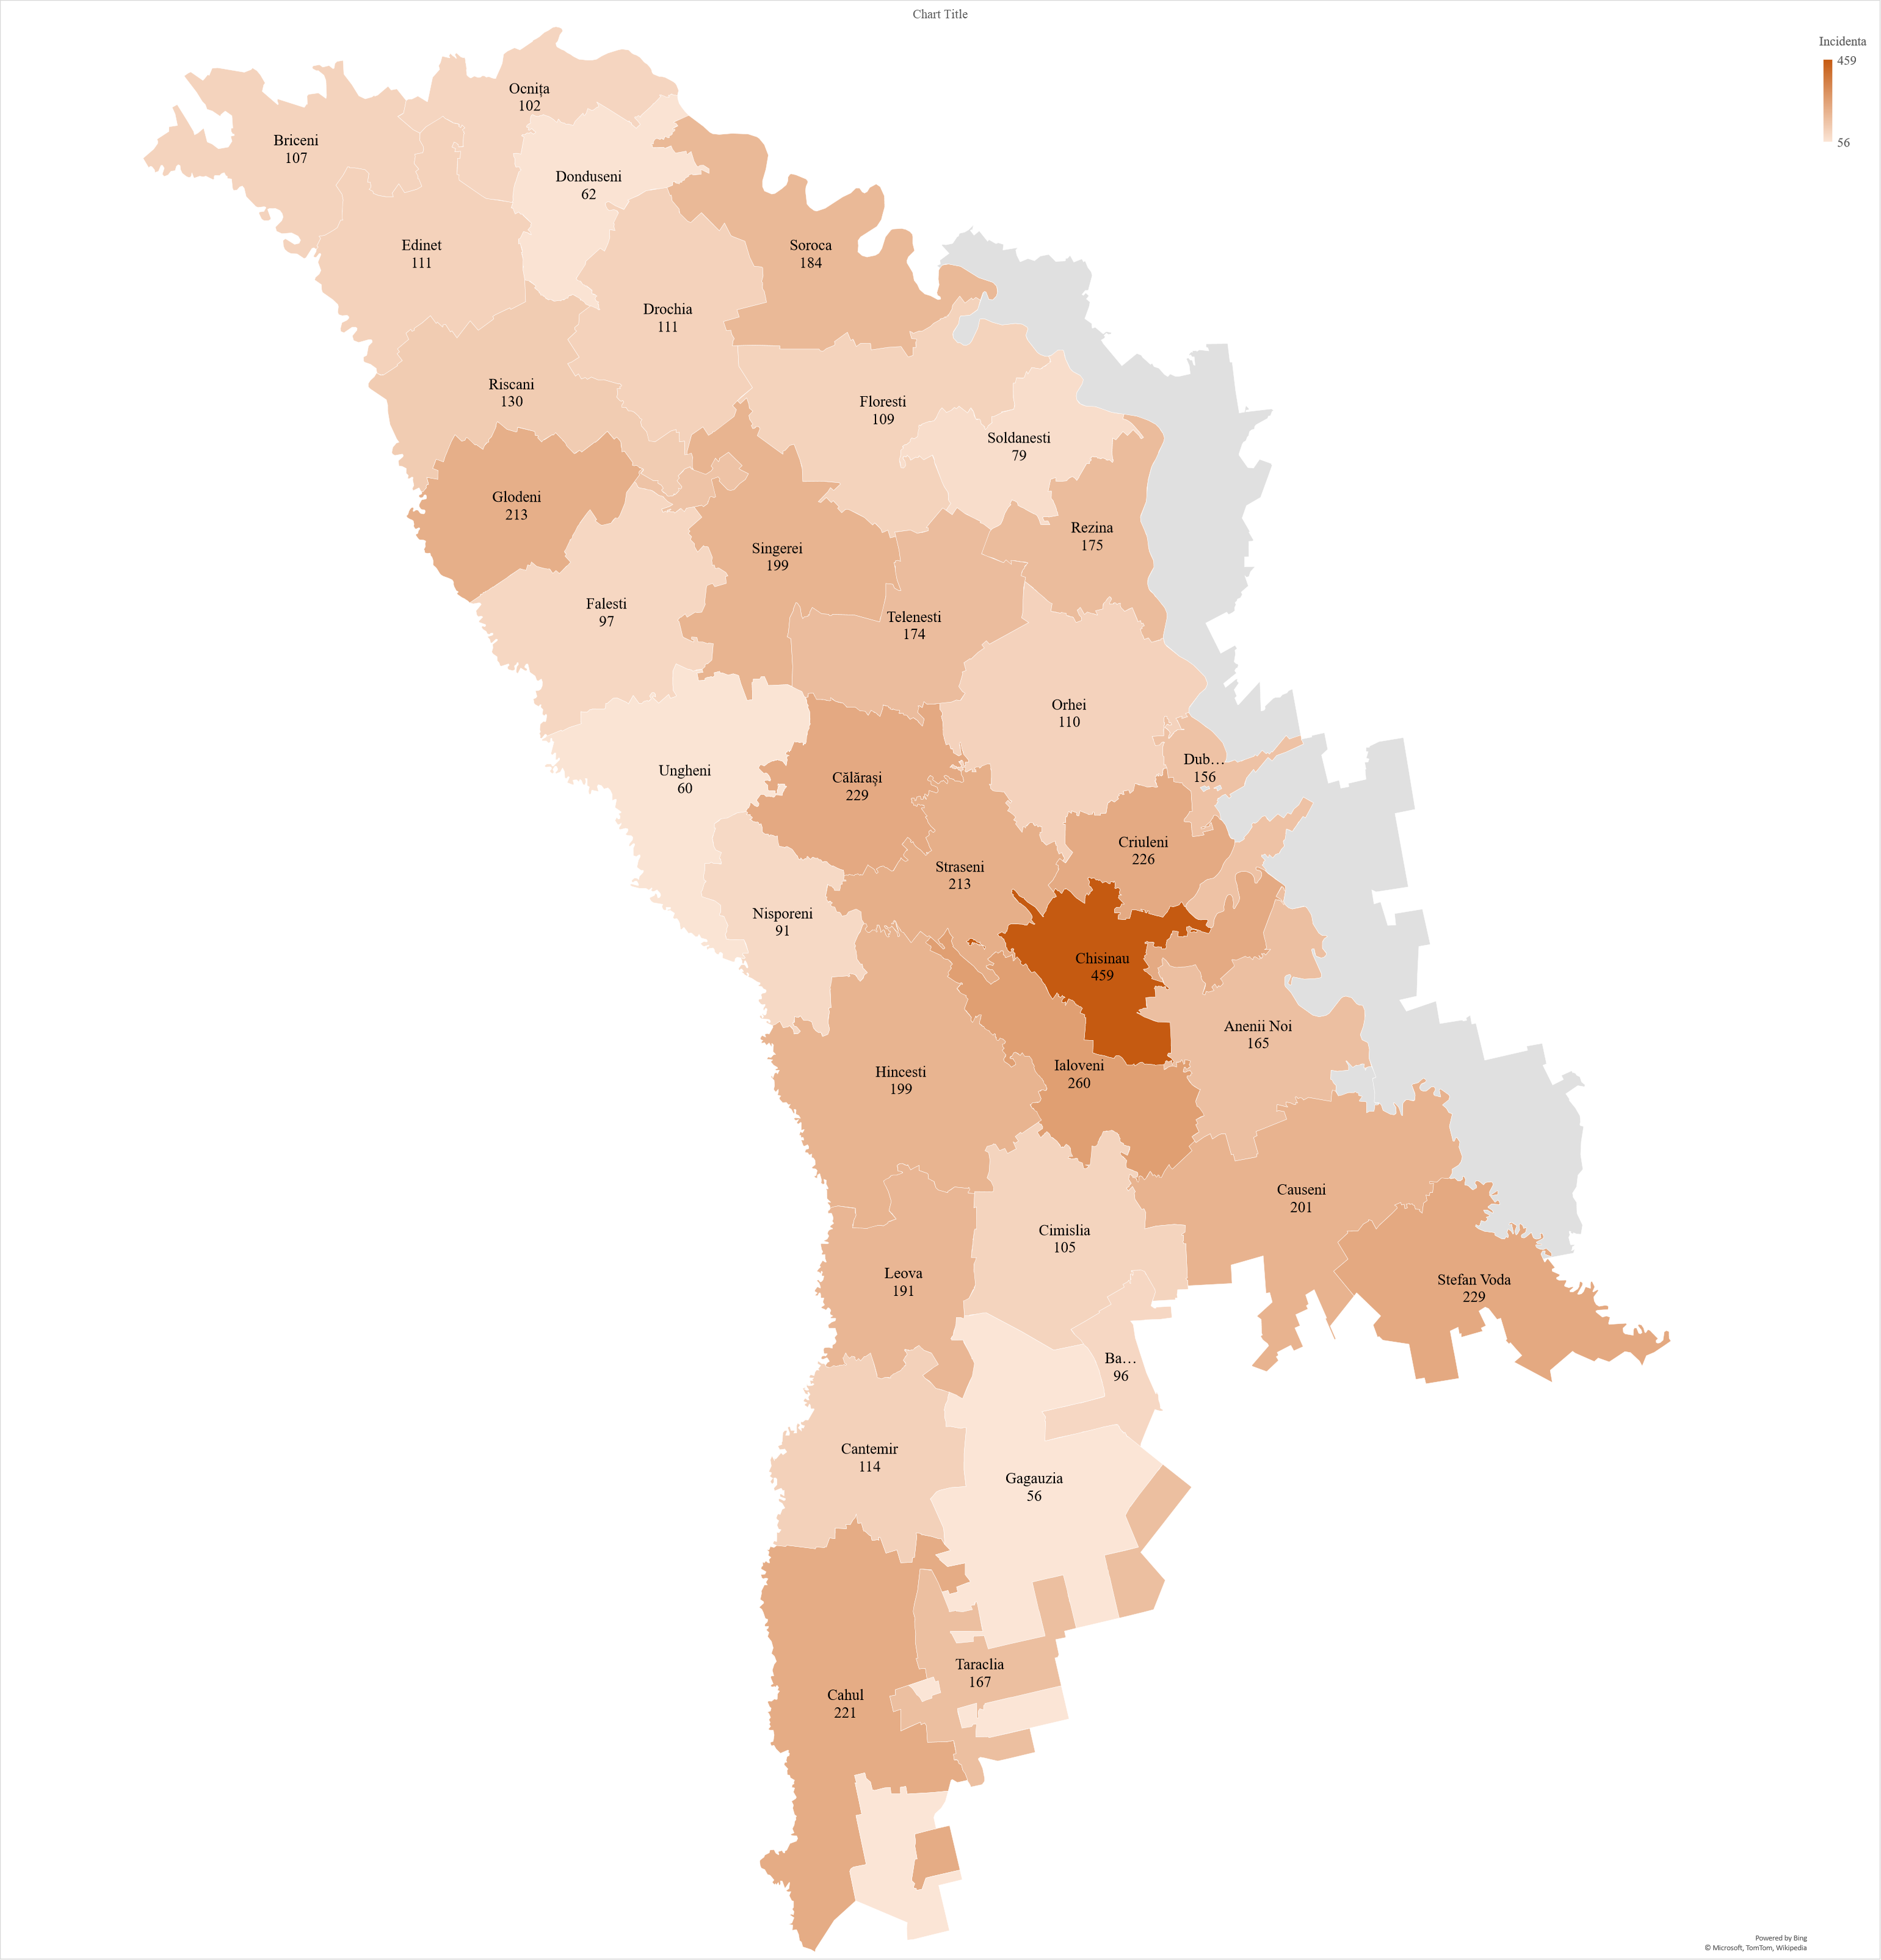 Chart Title
Incidenta
459
56
Ocnița
102
Briceni
107
Donduseni
62
Edinet
111
Soroca
184
Drochia
111
Riscani
130
Floresti
109
Soldanesti
79
Glodeni
213
Rezina
175
Singerei
199
Falesti
97
Telenesti
174
Orhei
110
Dub...
156
Ungheni
60
Călărași
229
Criuleni
226
Straseni
213
Nisporeni
91
Chisinau
459
Anenii Noi
165
Ialoveni
260
Hincesti
199
Causeni
201
Cimislia
105
Leova
191
Stefan Voda
229
Ba...
96
Cantemir
114
Gagauzia
56
Taraclia
167
Cahul
221
Powered by Bing
© Microsoft, TomTom, Wikipedia